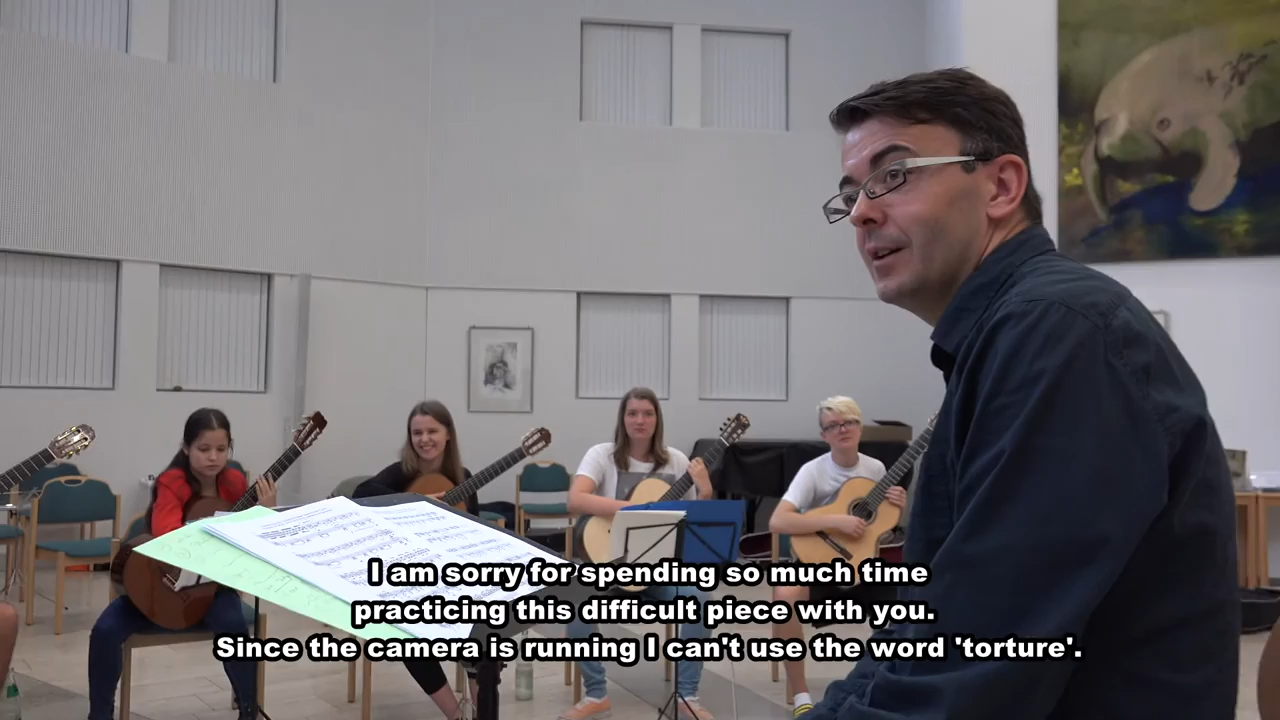 I am sorry for spending so much time
practicing this difficult piece with you.
Since the camera is running I can't use the word 'torture'.